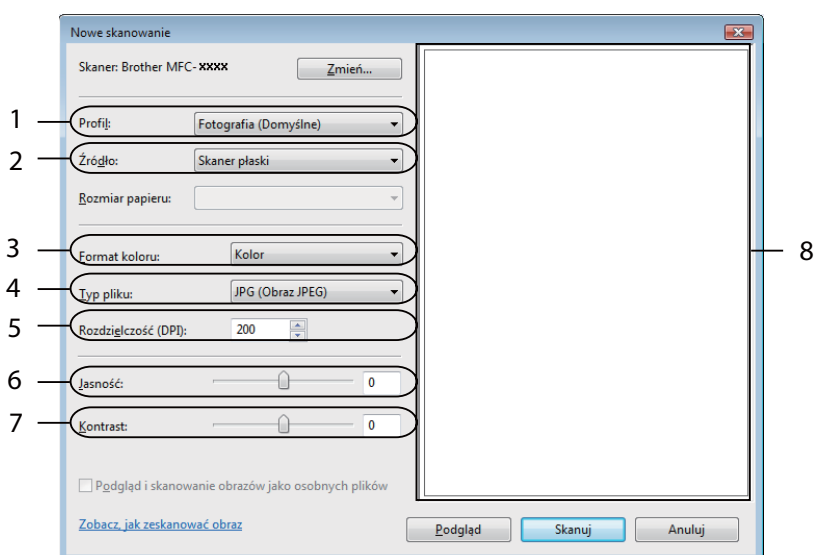 Nowe skanowanie
Skaner: Brother MFC-xxxx
Zmień...
1 Profil: Fotografia (Domyślne)
2 Źródło: Skaner płaski
Rozmiar papieru:
3 Format koloru: Kolor
8
4 Typ pliku: JPG (Obraz JPEG)
5 Rozdzielczość (DPI): 200
6 Jasność: 0
7 Kontrast: 0
Podgląd i skanowanie obrazów jako osobnych plików
Zobacz, jak zeskanować obraz
Podgląd Skanuj Anuluj